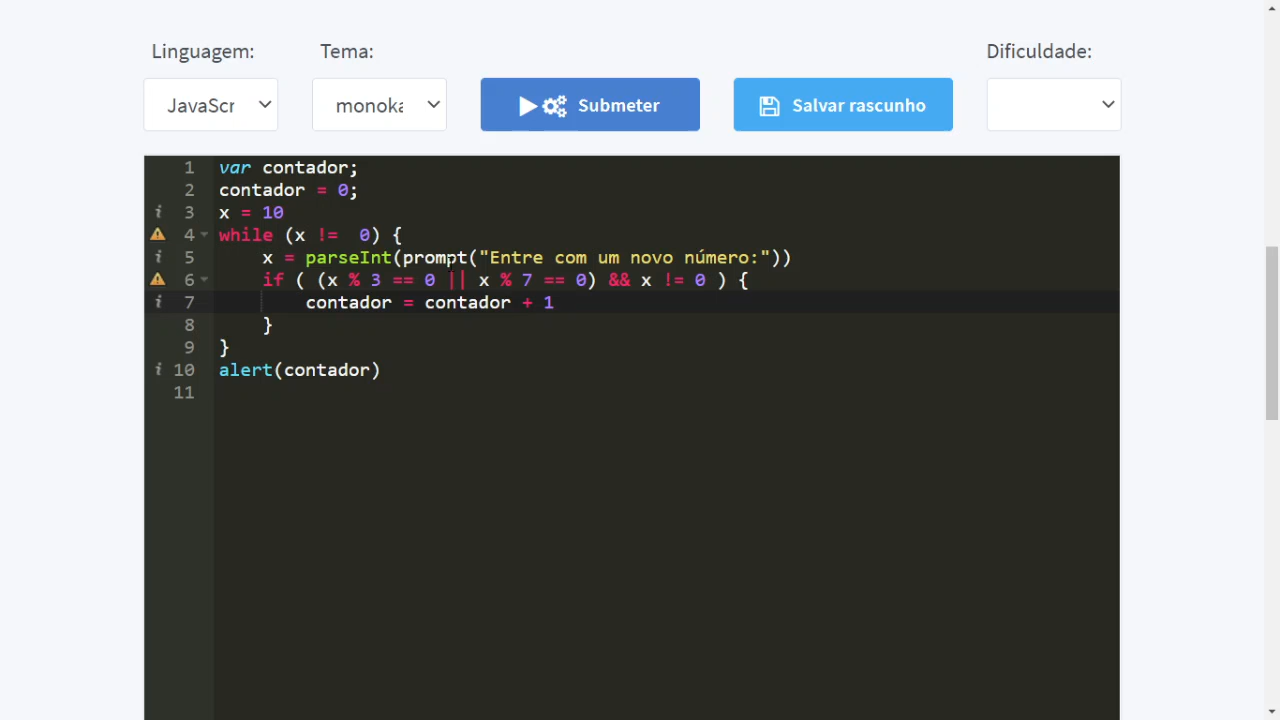 Linguagem: Tema: Dificuldade:
JavaScr monoka Submeter Salvar rascunho
1 var contador;
2 contador = 0;
i 3 x = 10
4 while (x !=  0) {
i 5     x = parseInt(prompt("Entre com um novo número:"))
6     if ( (x % 3 == 0 || x % 7 == 0) && x != 0 ) {
i 7         contador = contador + 1
8     }
9 }
i 10 alert(contador)
11